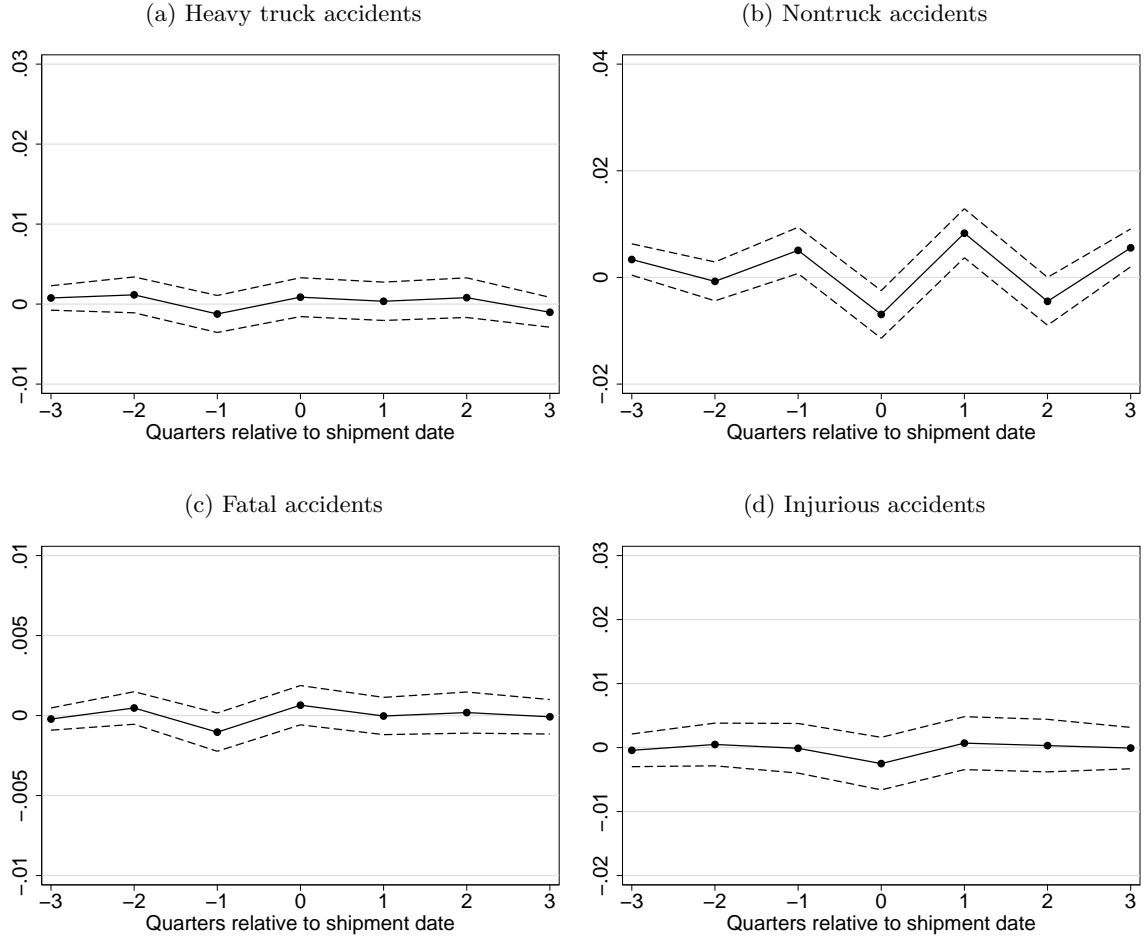 (a) Heavy truck accidents
.03
.02
.01
0
−.01
−3 −2 −1 0 1 2 3
Quarters relative to shipment date
(b) Nontruck accidents
.04
.02
0
−.02
−3 −2 −1 0 1 2 3
Quarters relative to shipment date
(c) Fatal accidents
.01
.005
0
−.005
−.01
−3 −2 −1 0 1 2 3
Quarters relative to shipment date
(d) Injurious accidents
.03
.02
.01
0
−.01
−.02
−3 −2 −1 0 1 2 3
Quarters relative to shipment date